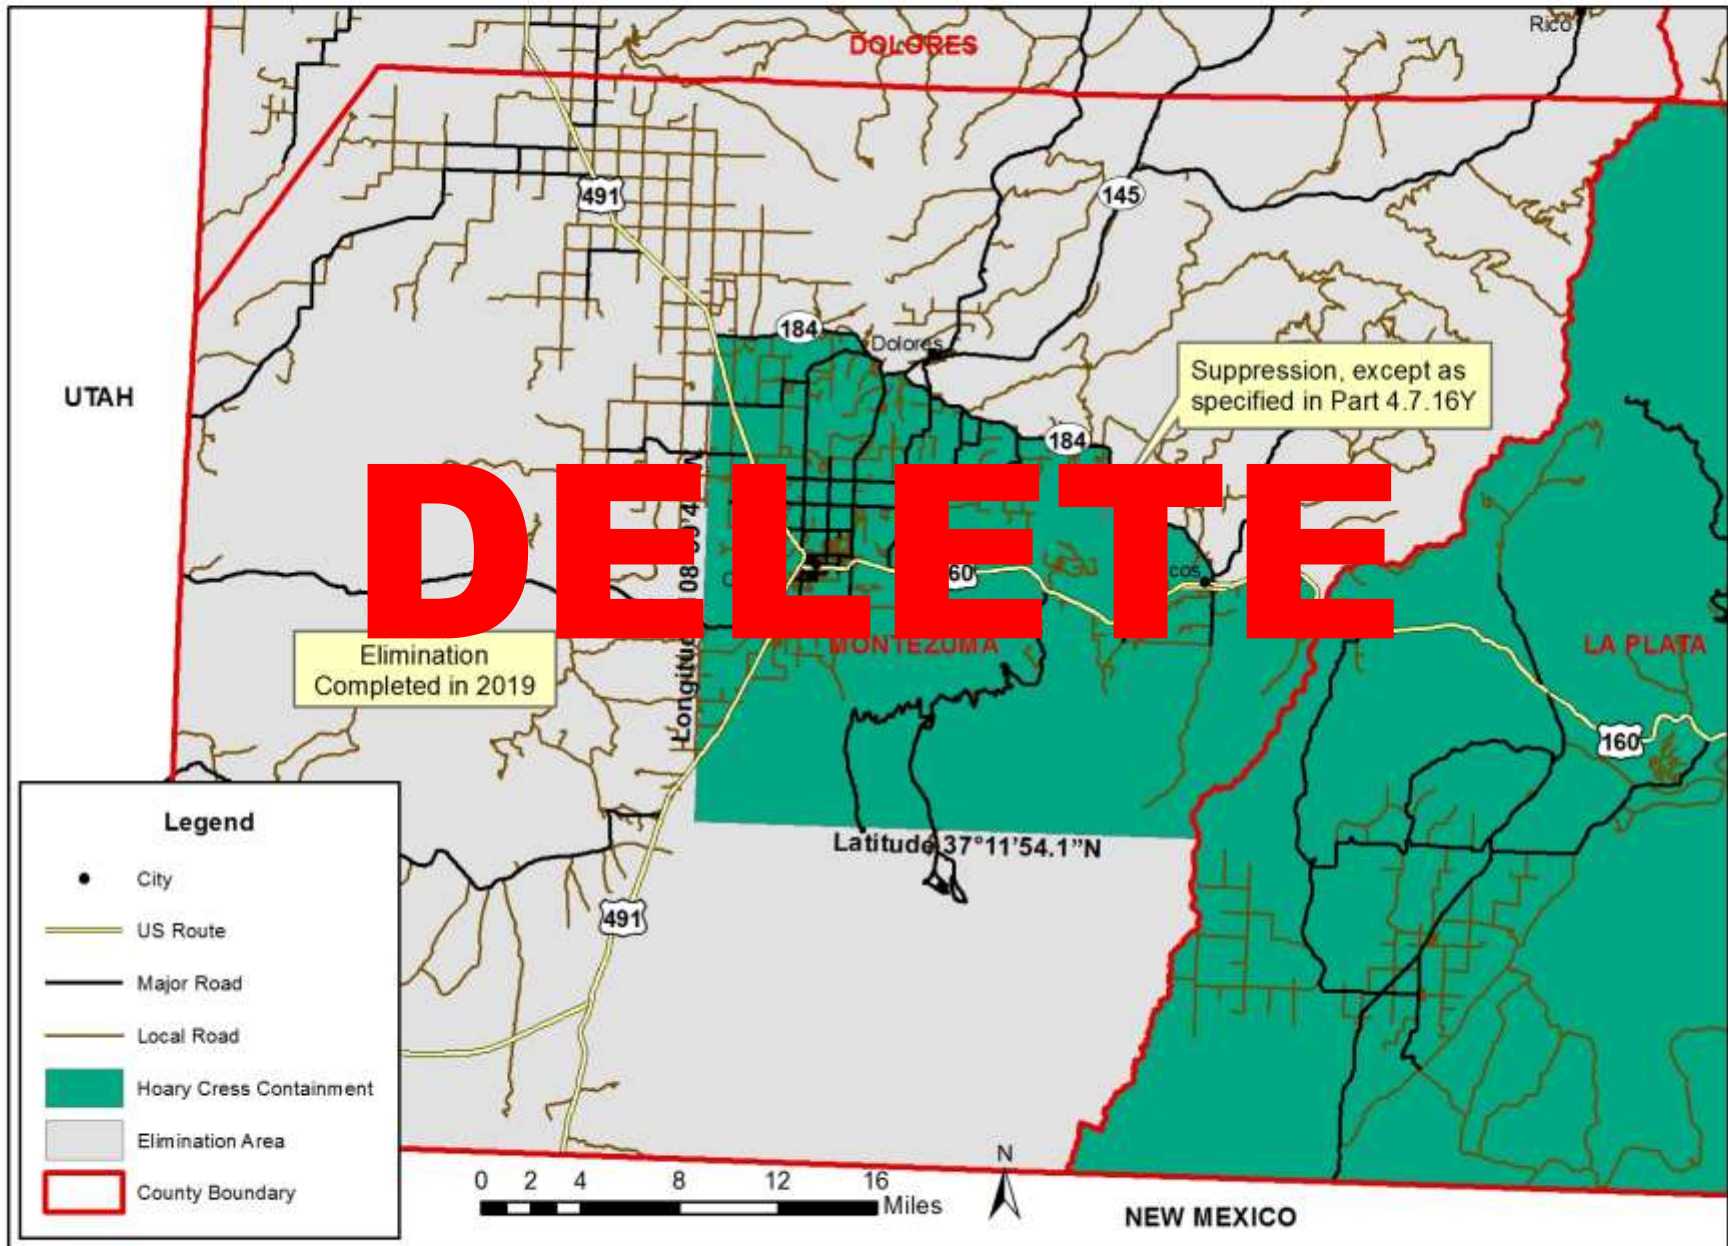 Rico
DOLORES
491
145
184
Dolores
Suppression, except as
specified in Part 4.7.16Y
UTAH
184
DELETE
MONTEZUMA
LA PLATA
Elimination
Completed in 2019
160
Latitude 37°11'54.1"N
491
Legend
City
US Route
Major Road
Local Road
Hoary Cress Containment
Elimination Area
County Boundary
0 2 4 8 12 16
Miles
N
NEW MEXICO